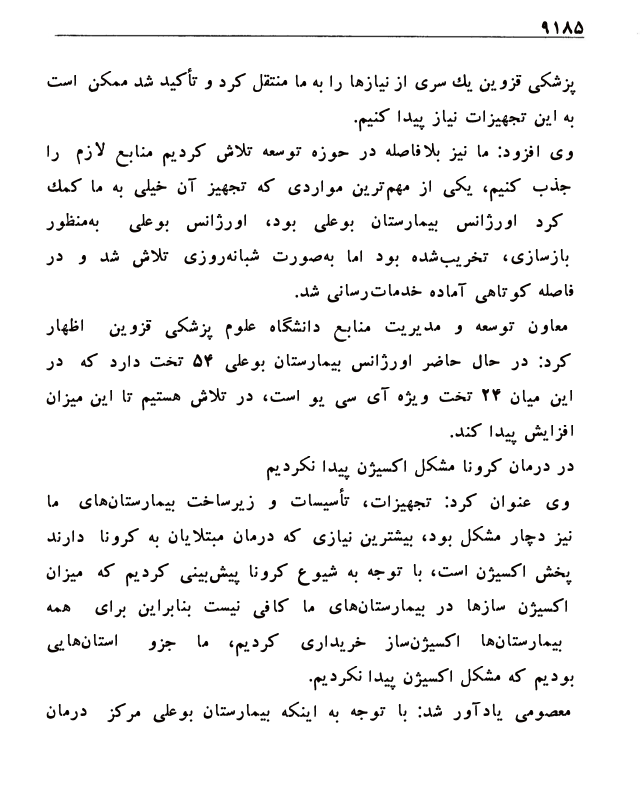 ۹۱۸۵
پزشکی قزوین يك سری از نیازها را به ما منتقل کرد و تأکید شد ممکن است
به این تجهیزات نیاز پیدا کنیم.
وی افزود: ما نیز بلافاصله در حوزه توسعه تلاش کردیم منابع لازم را
جذب کنیم، یکی از مهم‌ترین مواردی که تجهیز آن خیلی به ما کمك
کرد اورژانس بیمارستان بوعلی بود، اورژانس بوعلی به‌منظور
بازسازی، تخریب‌شده بود اما به‌صورت شبانه‌روزی تلاش شد و در
فاصله کوتاهی آماده خدمات‌رسانی شد.
معاون توسعه و مدیریت منابع دانشگاه علوم پزشکی قزوین اظهار
کرد: در حال حاضر اورژانس بیمارستان بوعلی ۵۴ تخت دارد که در
این میان ۲۴ تخت ویژه آی سی یو است، در تلاش هستیم تا این میزان
افزایش پیدا کند.
در درمان کرونا مشکل اکسیژن پیدا نکردیم
وی عنوان کرد: تجهیزات، تأسیسات و زیرساخت بیمارستان‌های ما
نیز دچار مشکل بود، بیشترین نیازی که درمان مبتلایان به کرونا دارند
پخش اکسیژن است، با توجه به شیوع کرونا پیش‌بینی کردیم که میزان
اکسیژن سازها در بیمارستان‌های ما کافی نیست بنابراین برای همه
بیمارستان‌ها اکسیژن‌ساز خریداری کردیم، ما جزو استان‌هایی
بودیم که مشکل اکسیژن پیدا نکردیم.
معصومی یادآور شد: با توجه به اینکه بیمارستان بوعلی مرکز درمان